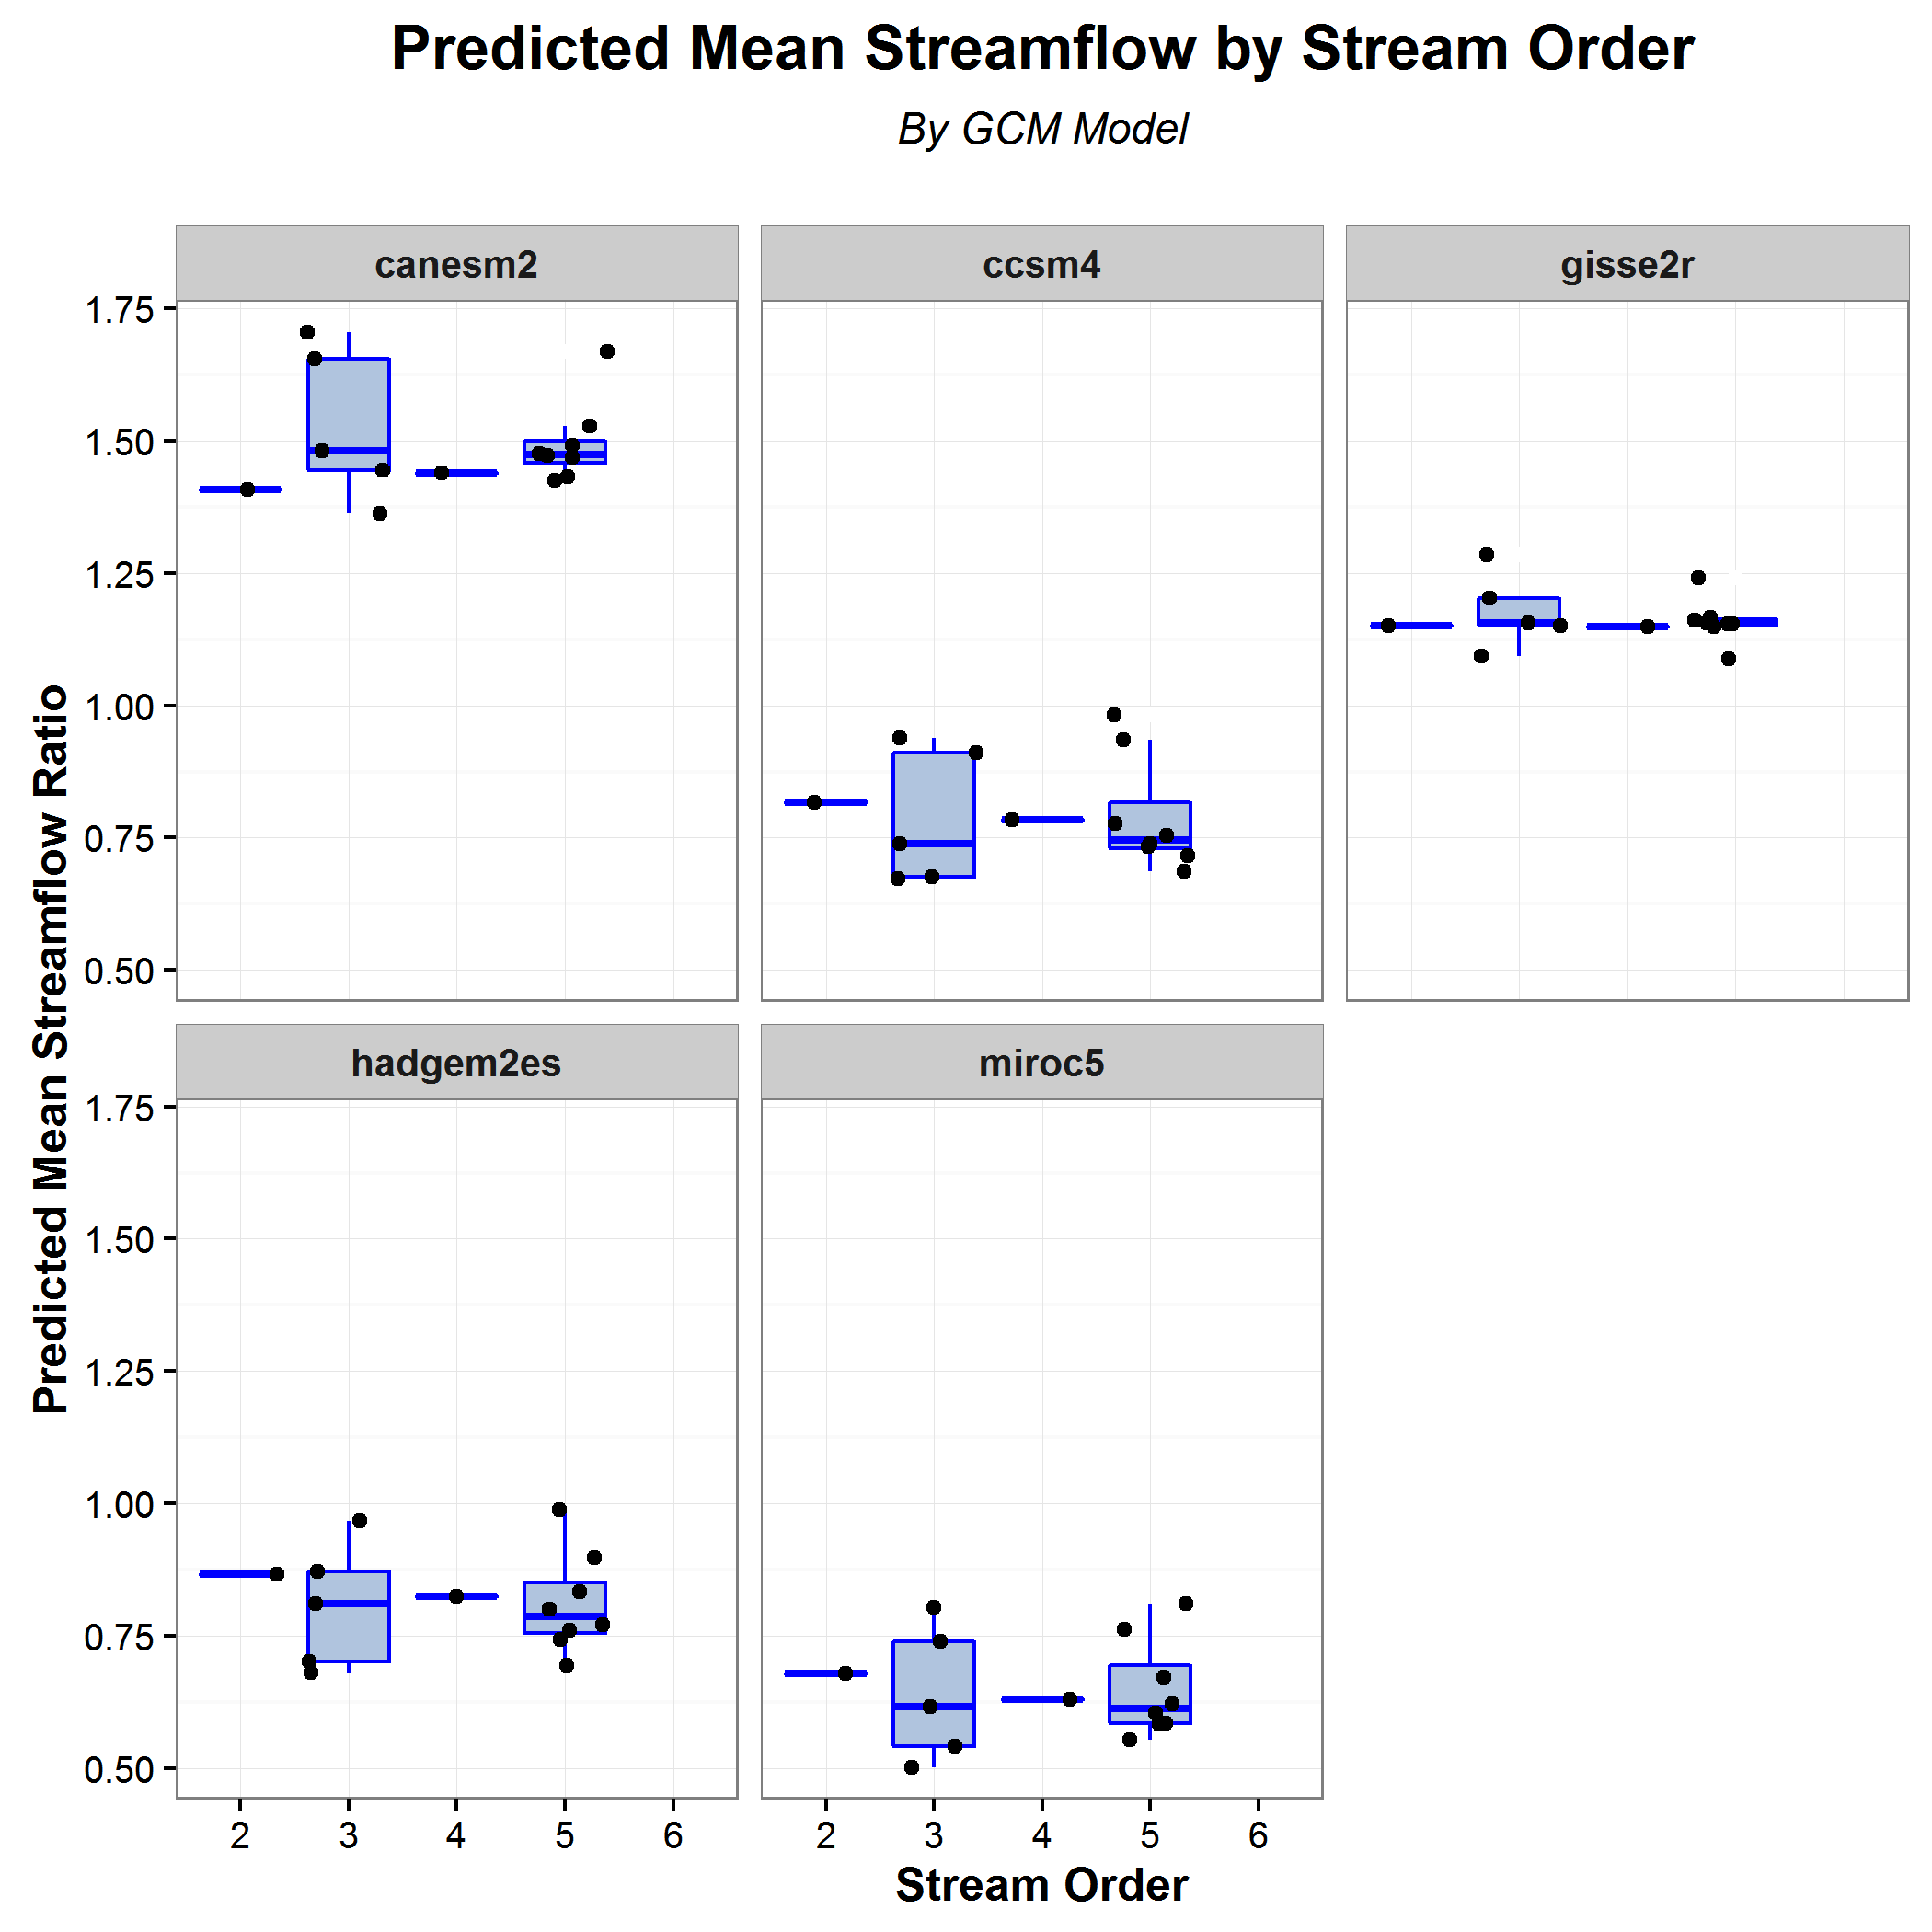 Predicted Mean Streamflow by Stream Order
By GCM Model
canesm2
ccsm4
gisse2r
1.75
1.50
1.25
1.00
0.75
0.50
Predicted Mean Streamflow Ratio
hadgem2es
miroc5
1.75
1.50
1.25
1.00
0.75
0.50
2 3 4 5 6
2 3 4 5 6
Stream Order